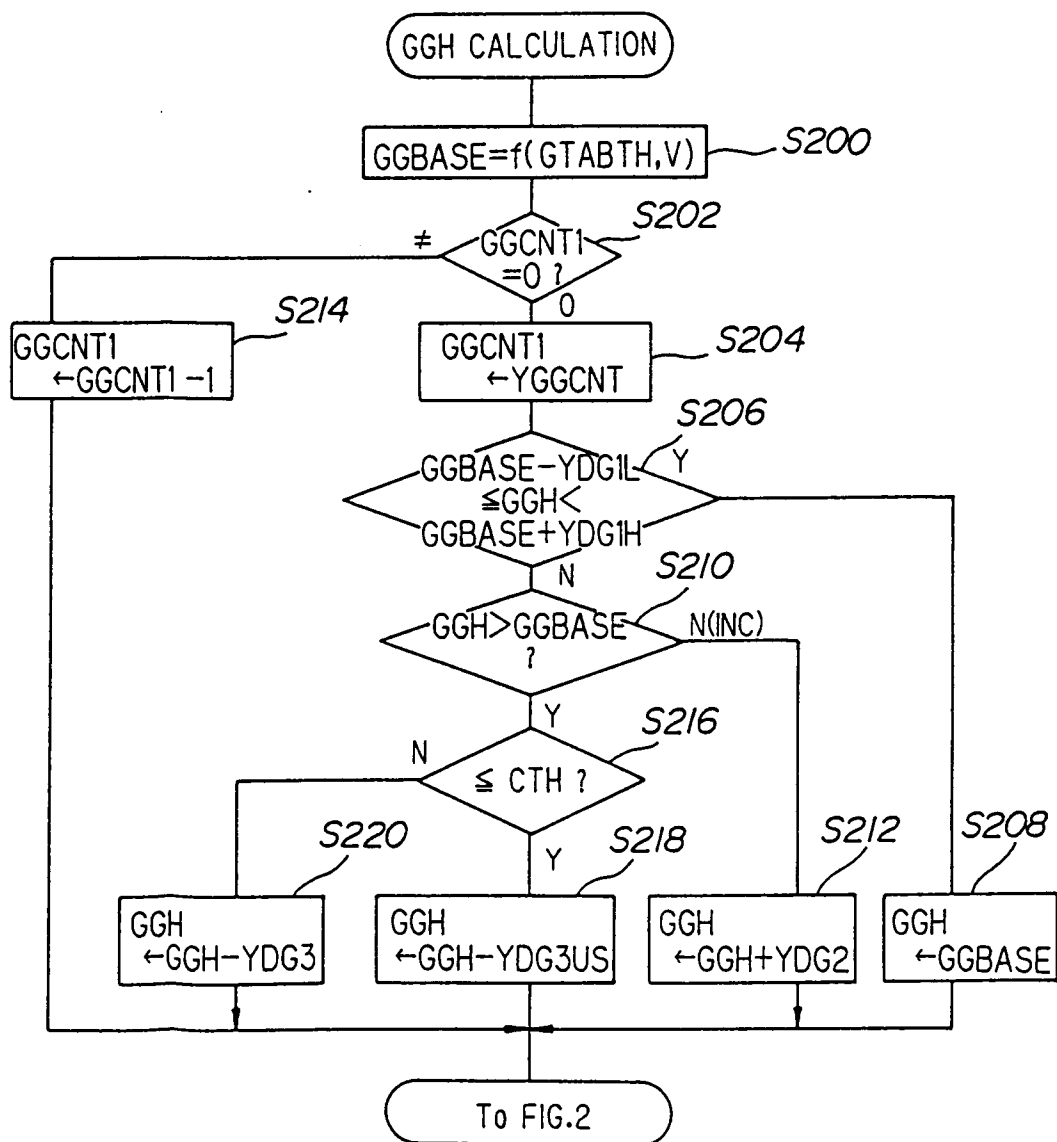 GGH CALCULATION
GGBASE=f(GTABTH,V)
S200
S202
≠
GGCNT1
=0 ?
0
S214
GGCNT1
←GGCNT1-1
S204
GGCNT1
←YGGCNT
S206
GGBASE-YDG1L
Y
≦GGH<
GGBASE+YDG1H
N
S210
GGH>GGBASE
?
N(INC)
Y
S216
N
≦ CTH ?
Y
S220
S218
S212
S208
GGH
←GGH-YDG3
GGH
←GGH-YDG3US
GGH
←GGH+YDG2
GGH
←GGBASE
To FIG.2